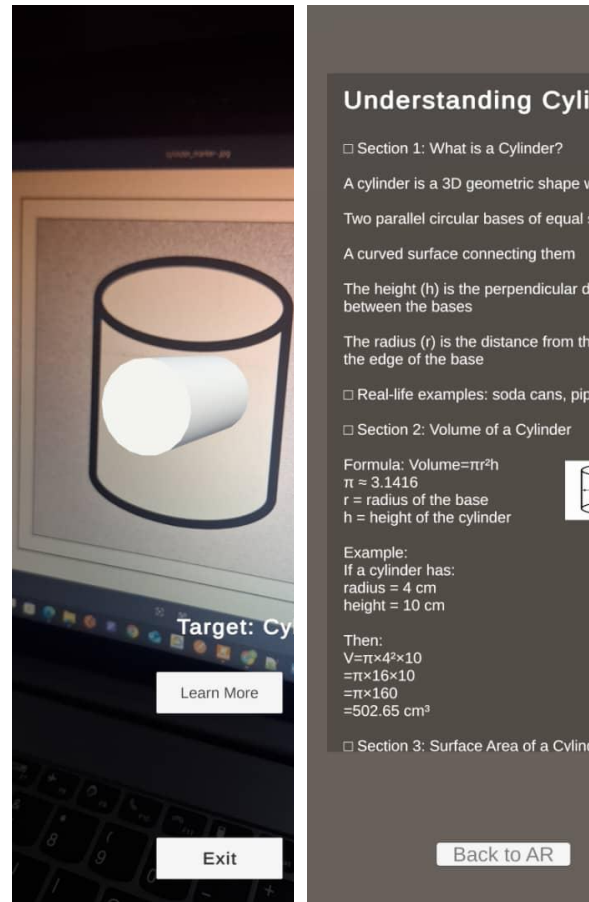 cylinder_marker-.jpg
Target: Cy
Learn More
8
9
0
Exit
Understanding Cyli
□ Section 1: What is a Cylinder?
A cylinder is a 3D geometric shape w
Two parallel circular bases of equal s
A curved surface connecting them
The height (h) is the perpendicular d
between the bases
The radius (r) is the distance from th
the edge of the base
□ Real-life examples: soda cans, pip
□ Section 2: Volume of a Cylinder
Formula: Volume=πr²h
π ≈ 3.1416
r = radius of the base
h = height of the cylinder
Example:
If a cylinder has:
radius = 4 cm
height = 10 cm
Then:
V=π×4²×10
=π×16×10
=π×160
=502.65 cm³
□ Section 3: Surface Area of a Cylind
Back to AR